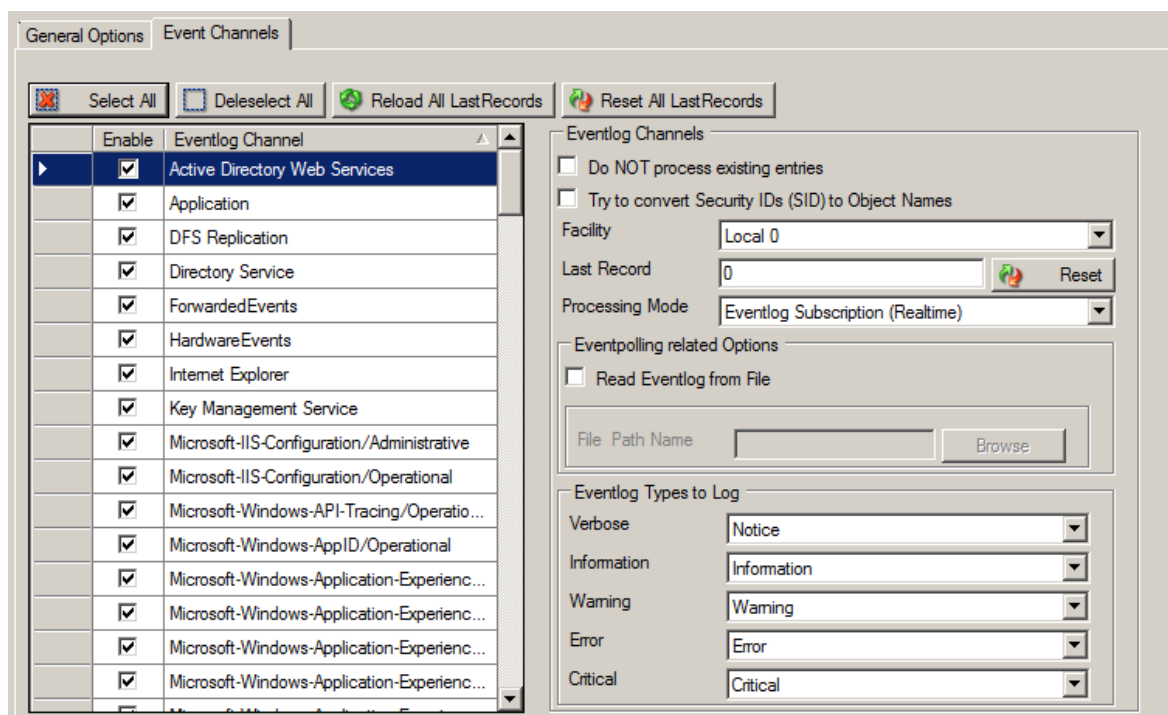 General Options Event Channels
Select All Deleselect All Reload All LastRecords Reset All LastRecords
Enable Eventlog Channel
Active Directory Web Services
Application
DFS Replication
Directory Service
ForwardedEvents
HardwareEvents
Internet Explorer
Key Management Service
Microsoft-IIS-Configuration/Administrative
Microsoft-IIS-Configuration/Operational
Microsoft-Windows-API-Tracing/Operatio...
Microsoft-Windows-AppID/Operational
Microsoft-Windows-Application-Experienc...
Microsoft-Windows-Application-Experienc...
Microsoft-Windows-Application-Experienc...
Microsoft-Windows-Application-Experienc...
Eventlog Channels
Do NOT process existing entries
Try to convert Security IDs (SID) to Object Names
Facility Local 0
Last Record 0 Reset
Processing Mode Eventlog Subscription (Realtime)
Eventpolling related Options
Read Eventlog from File
File Path Name Browse
Eventlog Types to Log
Verbose Notice
Information Information
Warning Warning
Error Error
Critical Critical